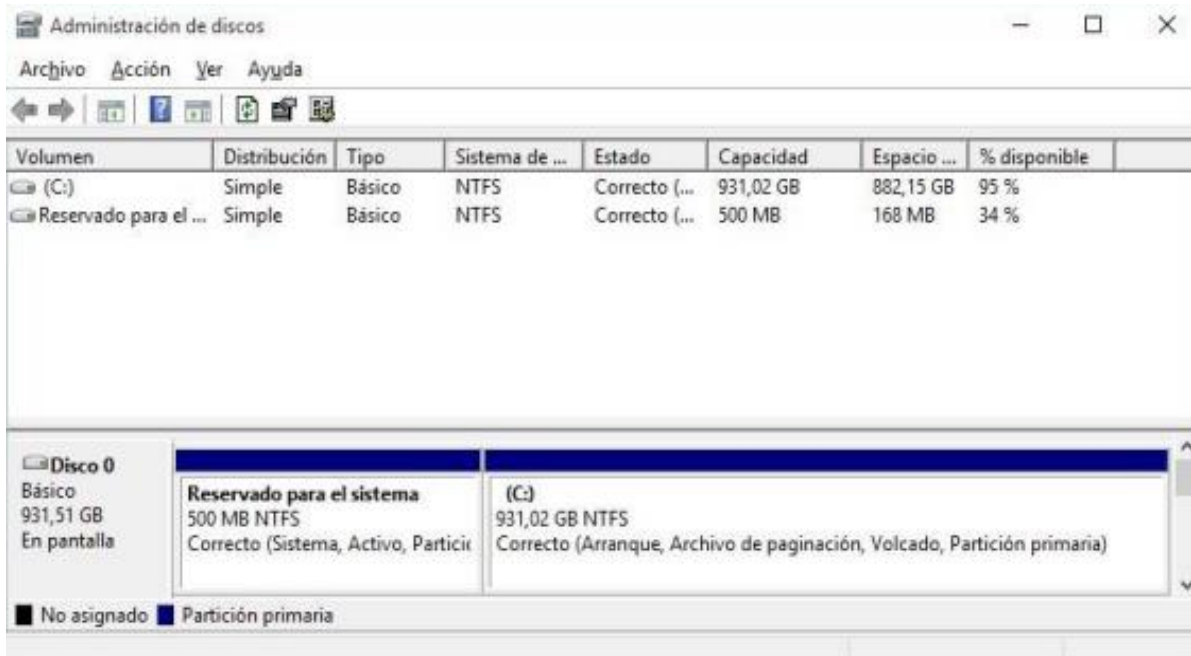 Administración de discos
Archivo Acción Ver Ayuda
Volumen Distribución Tipo Sistema de ... Estado Capacidad Espacio ... % disponible
(C:) Simple Básico NTFS Correcto (... 931,02 GB 882,15 GB 95 %
Reservado para el ... Simple Básico NTFS Correcto (... 500 MB 168 MB 34 %
Disco 0
Básico
931,51 GB
En pantalla
Reservado para el sistema
500 MB NTFS
Correcto (Sistema, Activo, Partici
(C:)
931,02 GB NTFS
Correcto (Arranque, Archivo de paginación, Volcado, Partición primaria)
No asignado Partición primaria